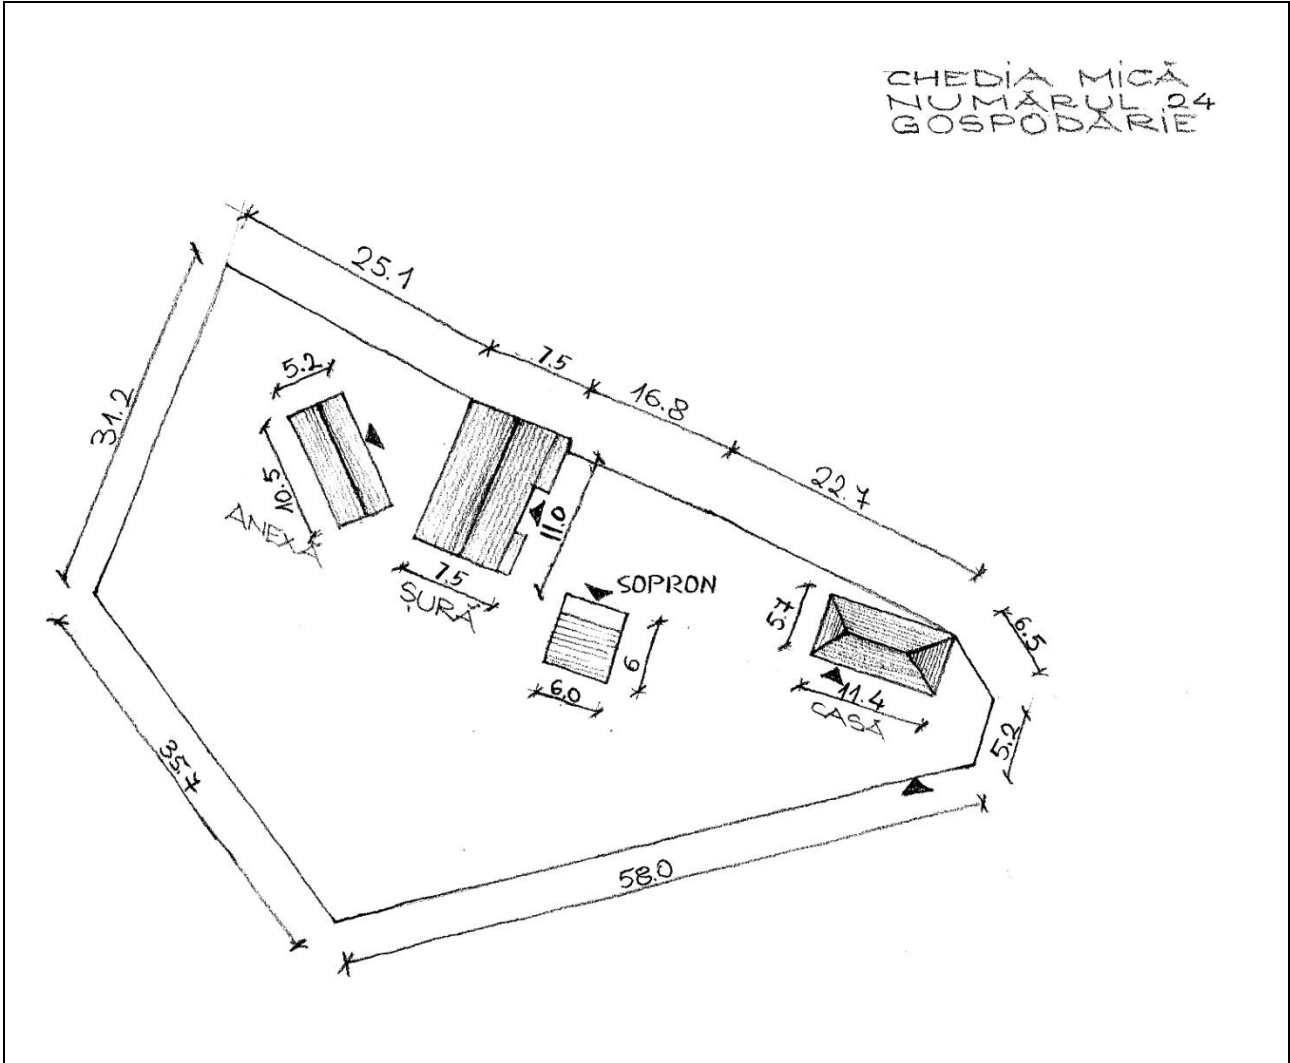 CHEDIA MICĂ
NUMĂRUL 24
GOSPODĂRIE
25.1
7.5
16.8
22.7
31.2
5.2
10.5
ANEXĂ
11.0
7.5
ȘURĂ
SOPRON
6
6.0
5.7
11.4
CASĂ
6.5
5.2
35.7
58.0